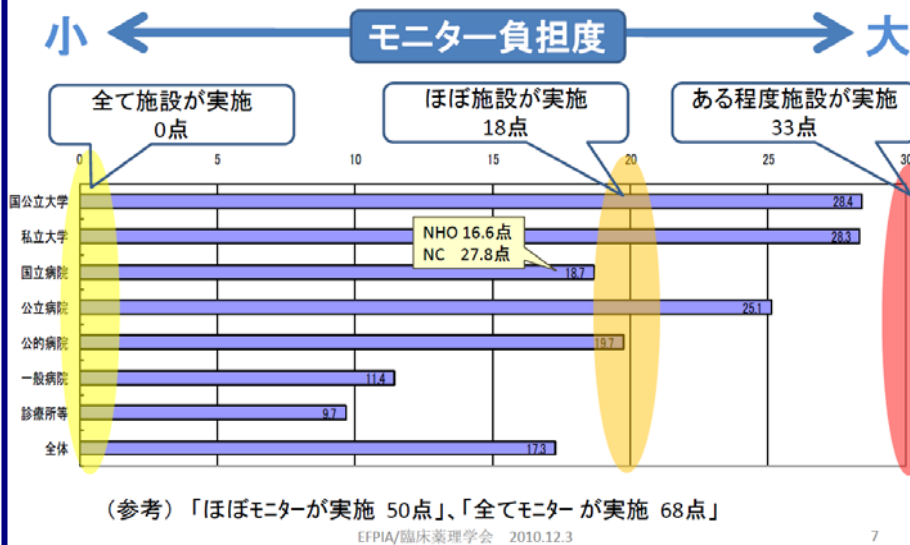 小 モニター負担度 大
全て施設が実施
0点
ほぼ施設が実施
18点
ある程度施設が実施
33点
0 5 10 15 20 25 30
国公立大学 28.4
私立大学 28.3
NHO 16.6点
NC 27.8点
国立病院 18.7
公立病院 25.1
公的病院 19.7
一般病院 11.4
診療所等 9.7
全体 17.3
（参考）「ほぼモニターが実施 50点」、「全てモニター が実施 68点」
EFPIA/臨床薬理学会 2010.12.3
7